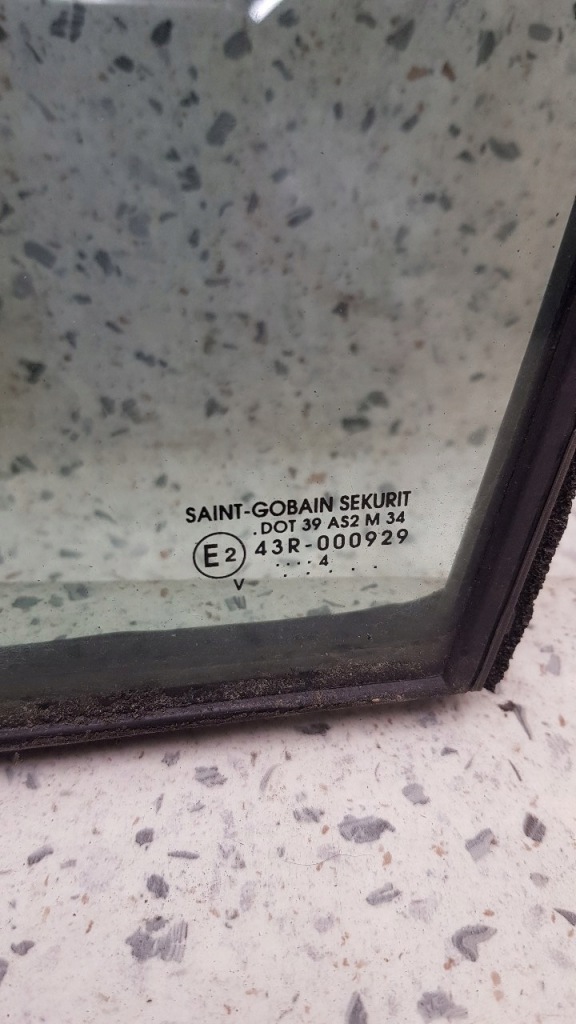 SAINT-GOBAIN SEKURIT
.DOT 39 AS2 M 34
E2 43R-000929
. . . . 4
. . . . . .
V